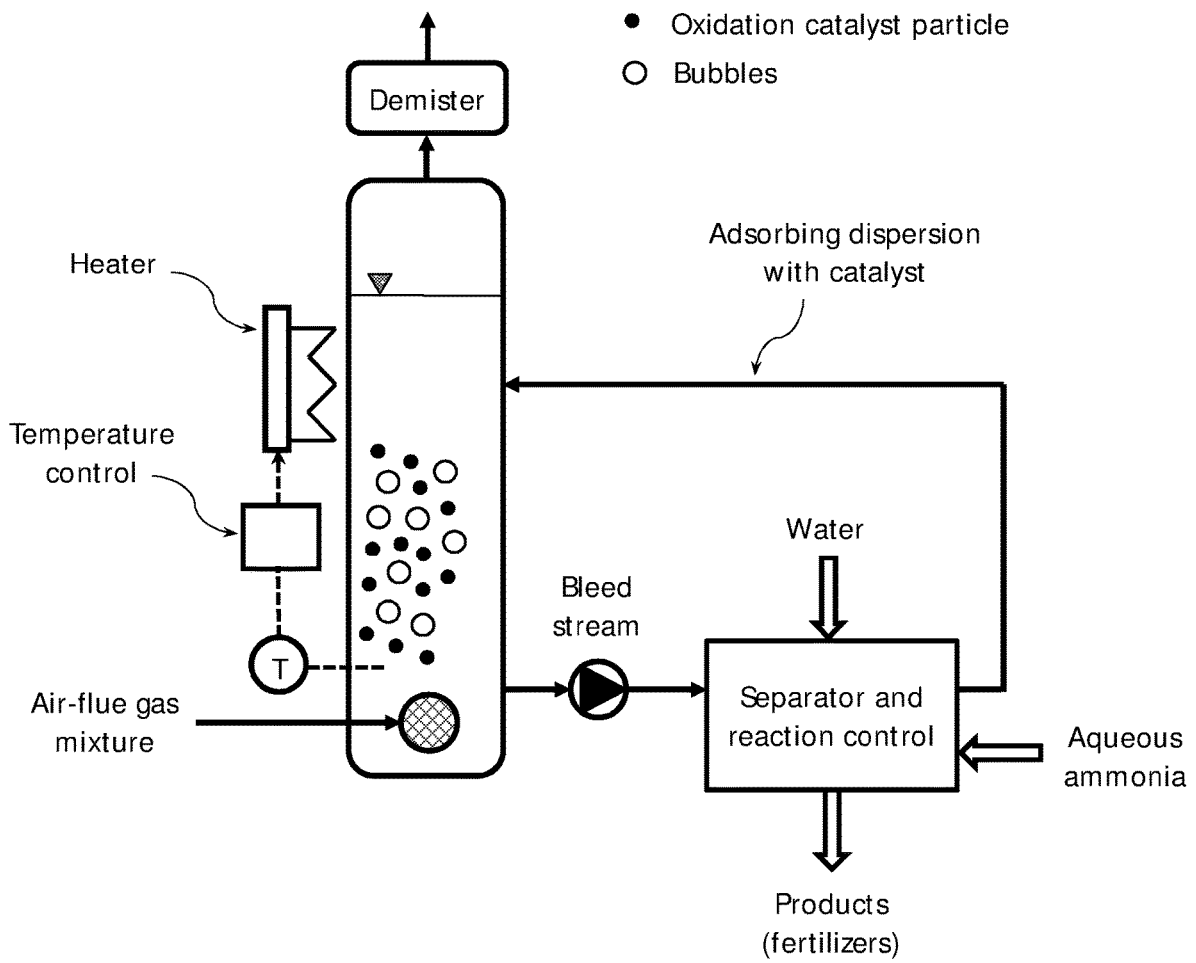 Oxidation catalyst particle
Bubbles
Demister
Adsorbing dispersion
with catalyst
Heater
Temperature
control
Water
Bleed
stream
T
Air-flue gas
mixture
Separator and
reaction control
Aqueous
ammonia
Products
(fertilizers)